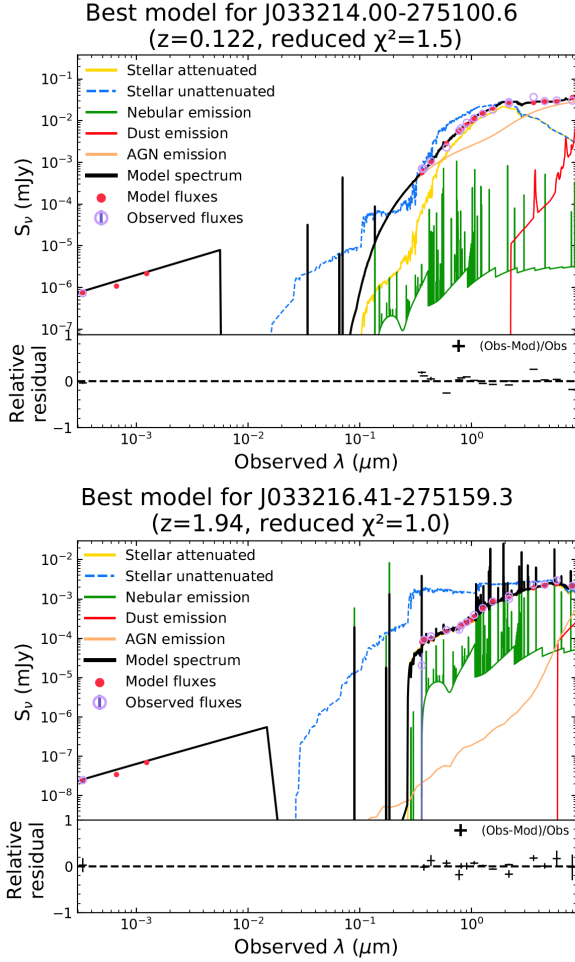 Best model for J033214.00-275100.6
(z=0.122, reduced χ²=1.5)
Stellar attenuated
Stellar unattenuated
Nebular emission
Dust emission
AGN emission
Model spectrum
Model fluxes
Observed fluxes
S_ν (mJy)
10⁻¹
10⁻²
10⁻³
10⁻⁴
10⁻⁵
10⁻⁶
10⁻⁷
1
0
−1
Relative
residual
(Obs-Mod)/Obs
10⁻³ 10⁻² 10⁻¹ 10⁰
Observed λ (μm)
Best model for J033216.41-275159.3
(z=1.94, reduced χ²=1.0)
Stellar attenuated
Stellar unattenuated
Nebular emission
Dust emission
AGN emission
Model spectrum
Model fluxes
Observed fluxes
S_ν (mJy)
10⁻²
10⁻³
10⁻⁴
10⁻⁵
10⁻⁶
10⁻⁷
10⁻⁸
1
0
−1
Relative
residual
(Obs-Mod)/Obs
10⁻³ 10⁻² 10⁻¹ 10⁰
Observed λ (μm)